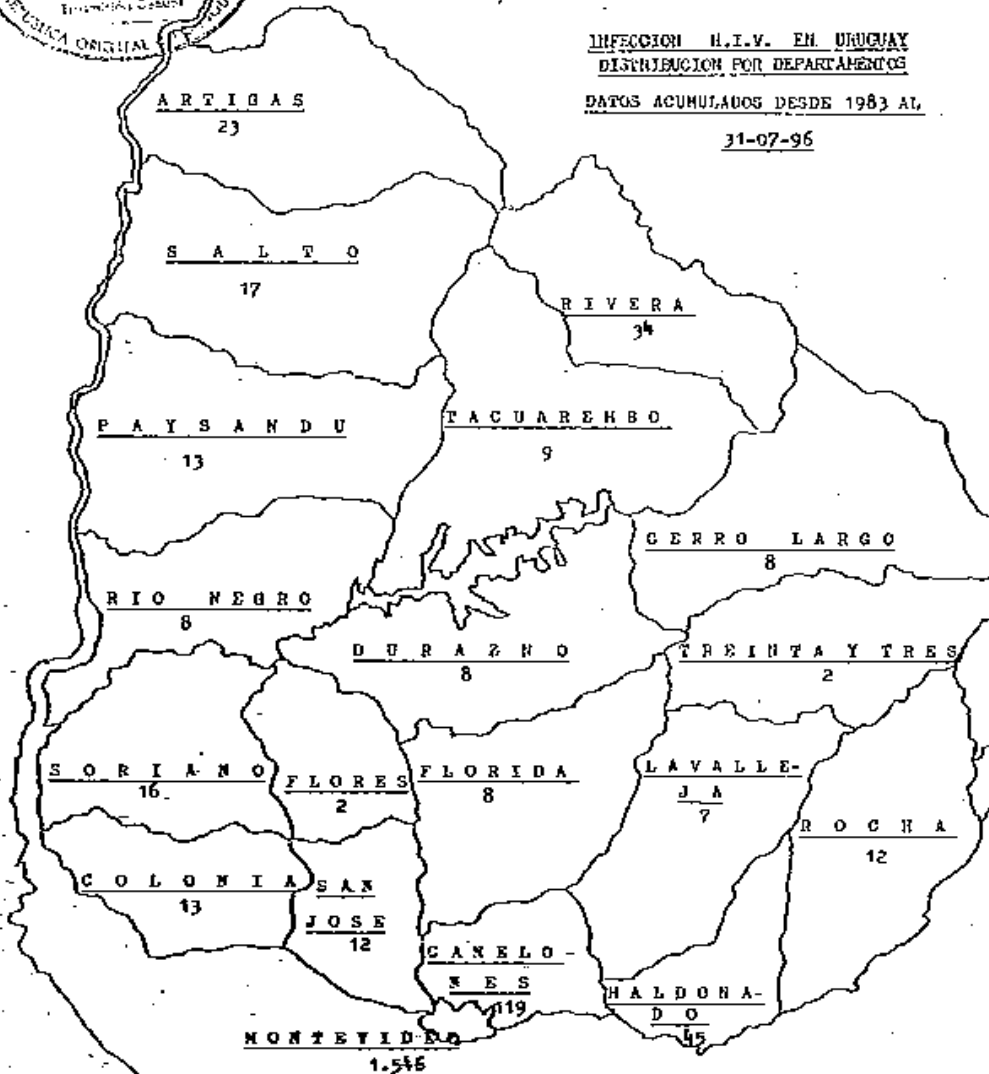 REPUBLICA ORIENTAL
INFECCION H.I.V. EN URUGUAY
DISTRIBUCION POR DEPARTAMENTOS
DATOS ACUMULADOS DESDE 1983 AL
31-07-96
ARTIGAS
23
SALTO
17
RIVERA
34
PAYSANDU
13
TACUAREMBO
9
CERRO LARGO
8
RIO NEGRO
8
DURAZNO
8
TREINTA Y TRES
2
SORIANO
16
FLORES
2
FLORIDA
8
LAVALLE-
JA
7
ROCHA
12
COLONIA
13
SAN
JOSE
12
CANELO-
NES
119
MALDONA-
DO
45
MONTEVIDEO
1.546